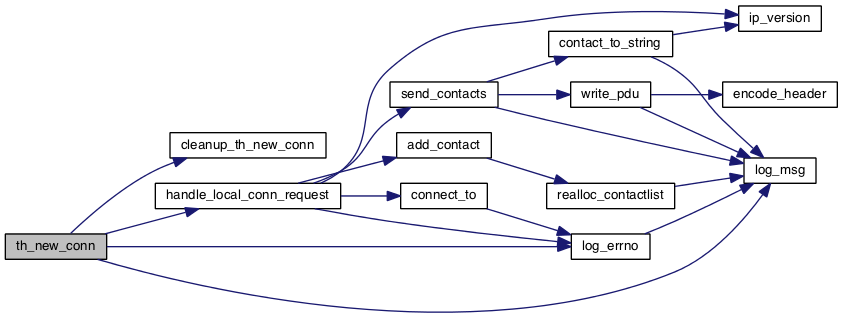 ip_version
contact_to_string
send_contacts
write_pdu
encode_header
cleanup_th_new_conn
add_contact
log_msg
handle_local_conn_request
connect_to
realloc_contactlist
th_new_conn
log_errno